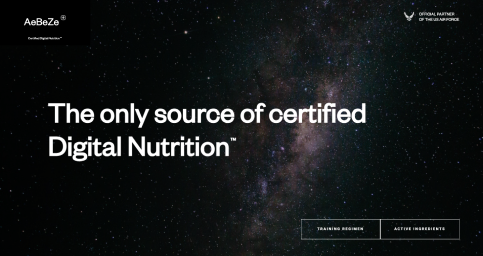 AeBeZe
Certified Digital Nutrition™
OFFICIAL PARTNER
OF THE US AIR FORCE
The only source of certified
Digital Nutrition™
TRAINING REGIMEN
ACTIVE INGREDIENTS